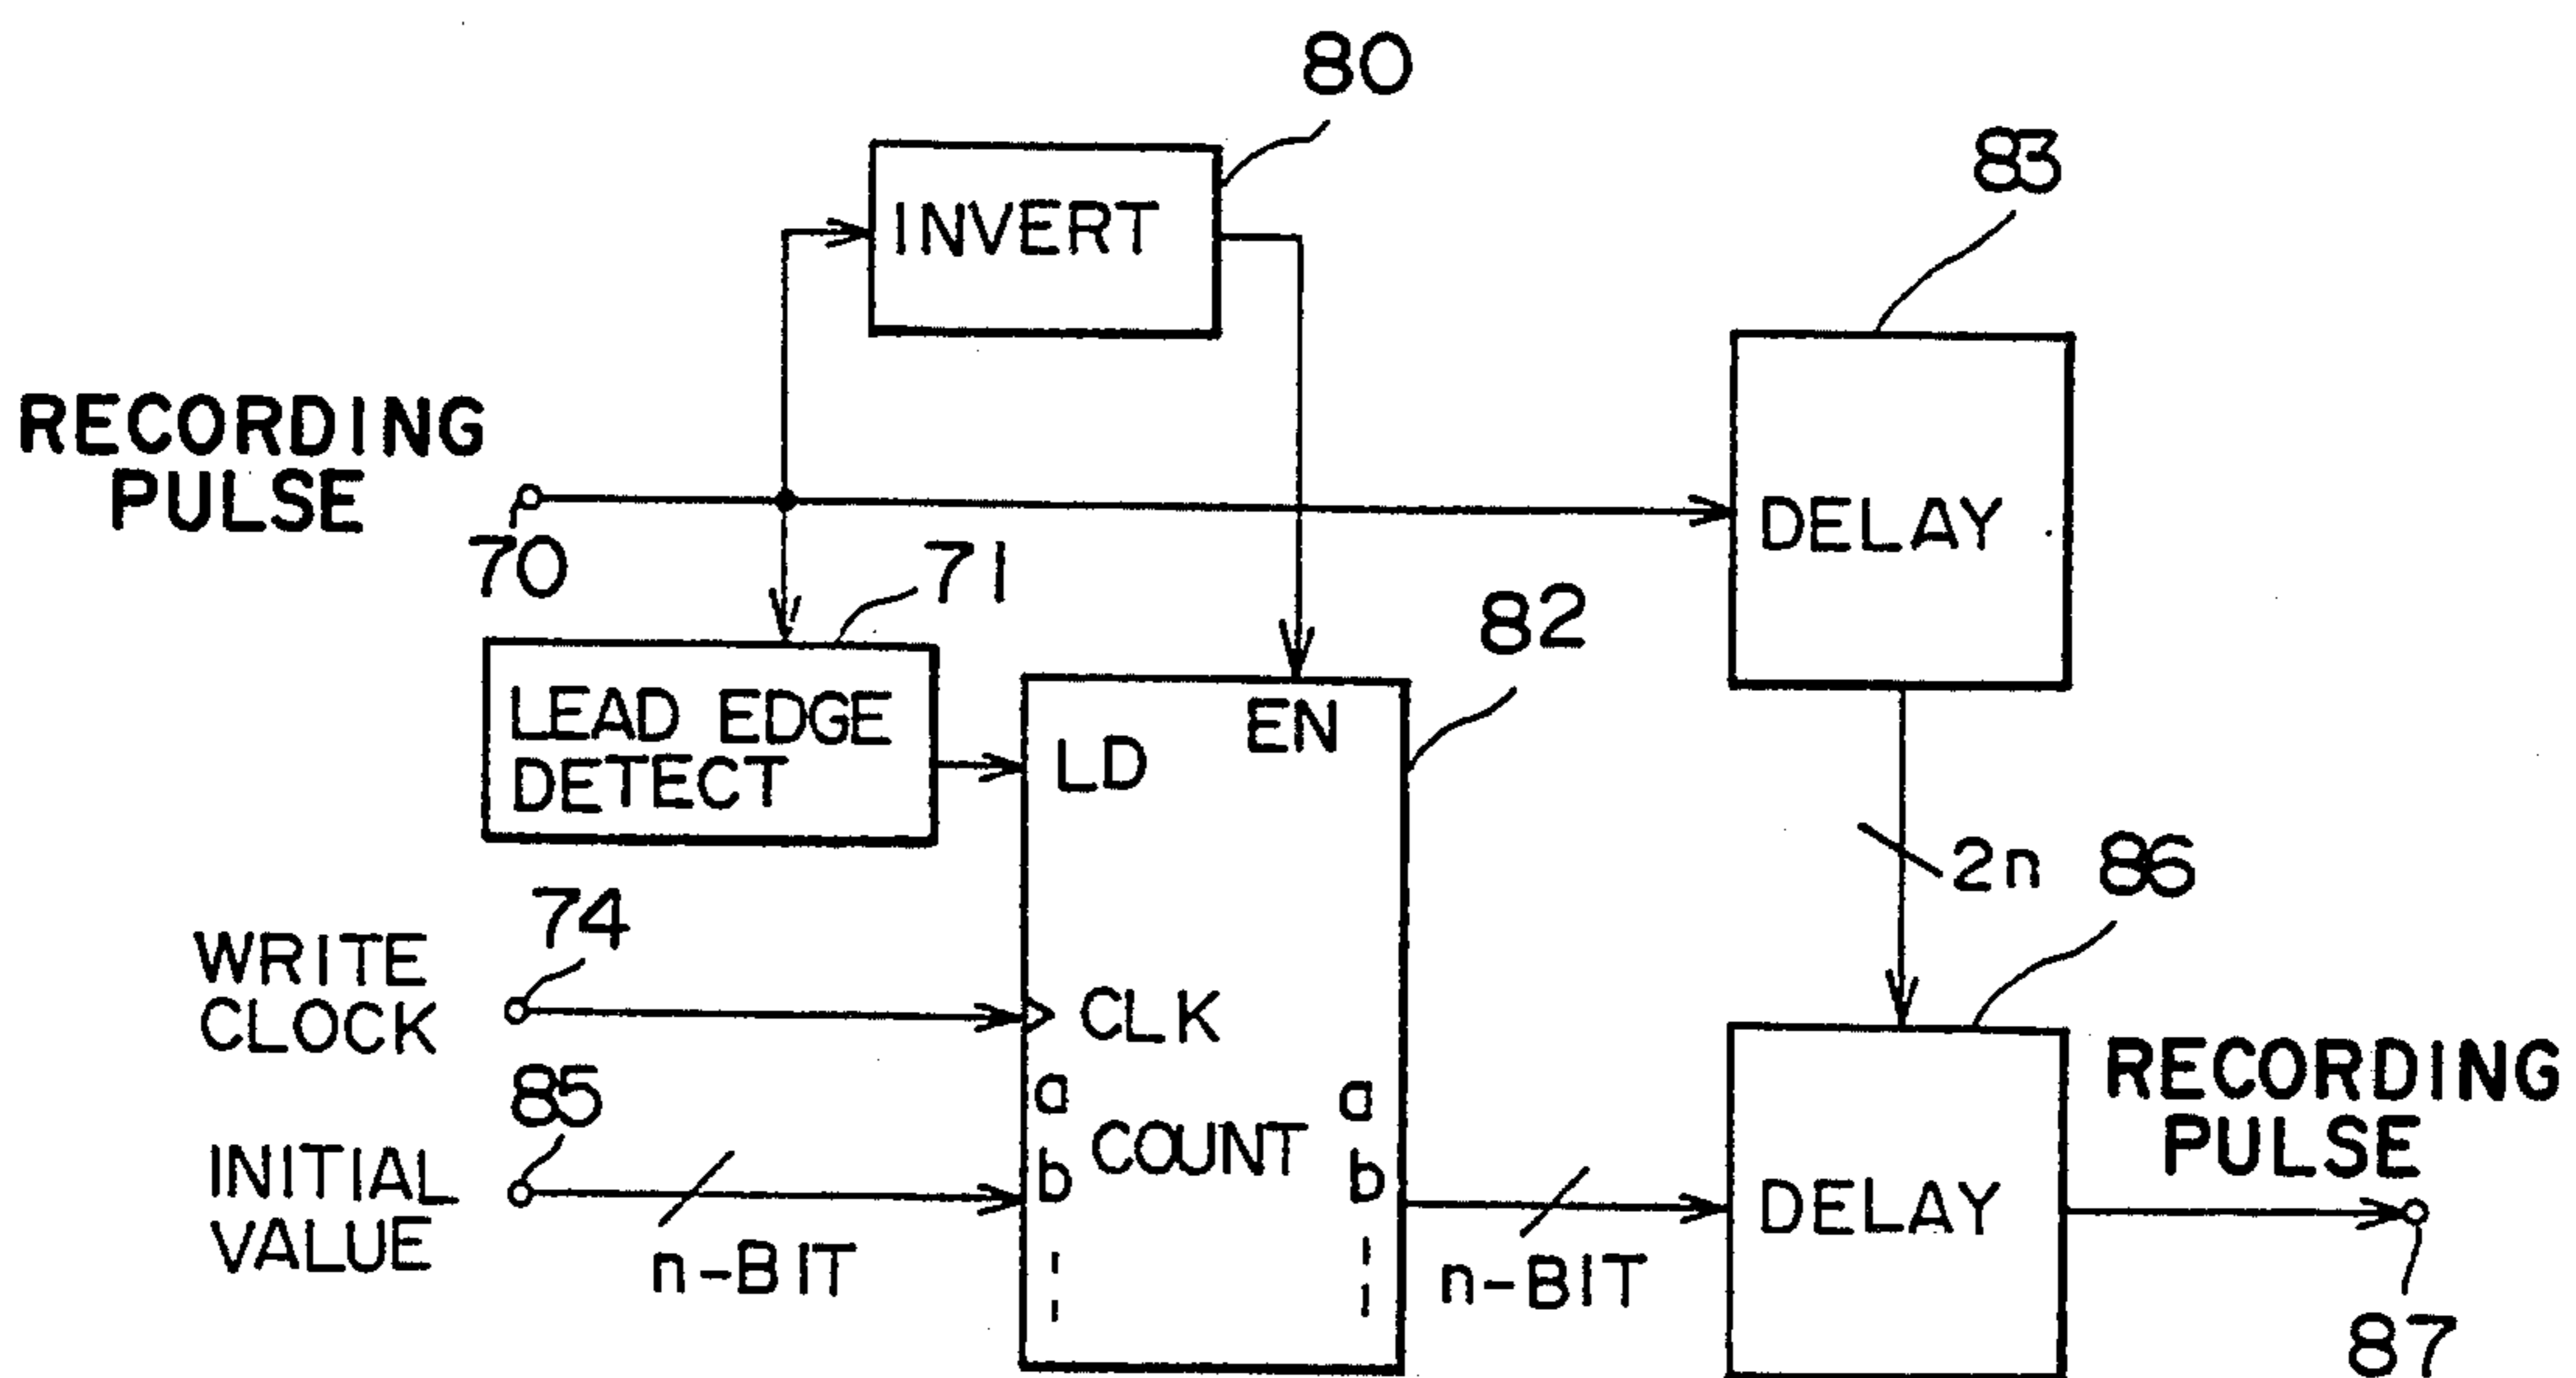 80
INVERT
83
RECORDING
PULSE
70
DELAY
71
82
LEAD EDGE
DETECT
LD
EN
2n
86
74
WRITE
CLOCK
CLK
85
INITIAL
VALUE
n-BIT
a
b
COUNT
a
b
n-BIT
DELAY
RECORDING
PULSE
87